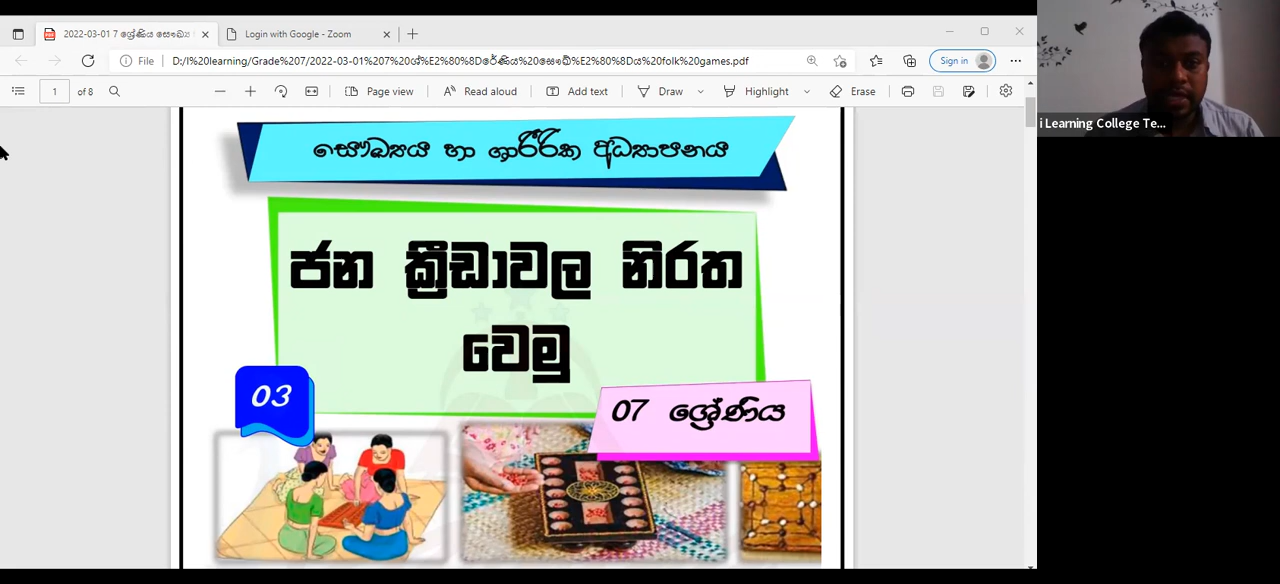 2022-03-01 7 ශ්‍රේණිය සෞඛ්‍ය
Login with Google - Zoom
File
D:/I%20learning/Grade%207/2022-03-01%207%20ශ්%E2%80%8Dරේණිය%20සෞඛ්%E2%80%8Dය%20folk%20games.pdf
Sign in
1 of 8
Page view
Read aloud
Add text
Draw
Highlight
Erase
i Learning College Te...
සෞඛ්‍යය හා ශාරීරික අධ්‍යාපනය
ජන ක්‍රීඩාවල නිරත
වෙමු
03
07 ශ්‍රේණිය